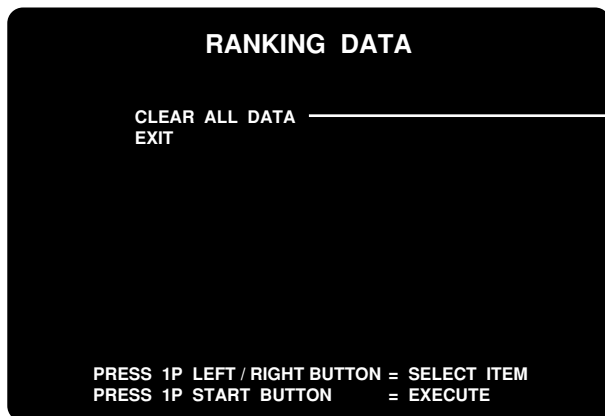 RANKING DATA
CLEAR ALL DATA
EXIT
PRESS 1P LEFT / RIGHT BUTTON = SELECT ITEM
PRESS 1P START BUTTON = EXECUTE